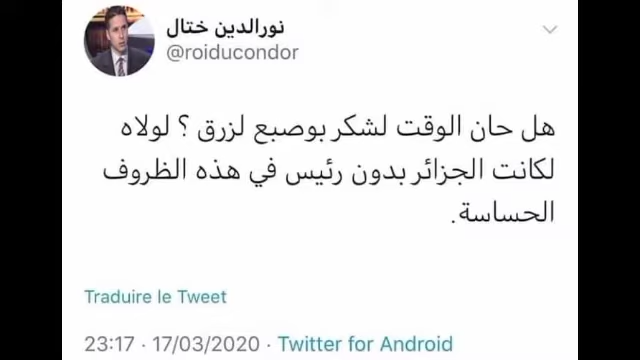 نورالدين ختال
@roiducondor
هل حان الوقت لشكر بوصبع لزرق ؟ لولاه
لكانت الجزائر بدون رئيس في هذه الظروف
الحساسة.
Traduire le Tweet
23:17 · 17/03/2020 · Twitter for Android